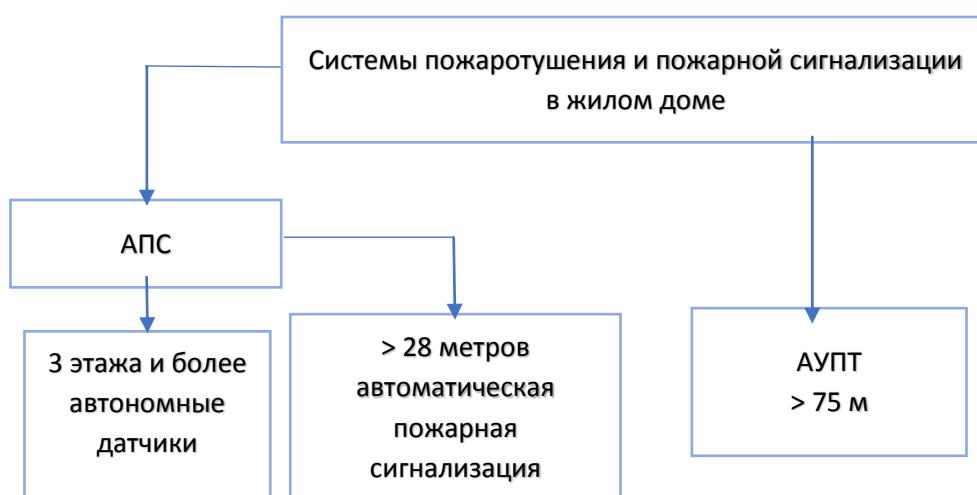 Системы пожаротушения и пожарной сигнализации
в жилом доме
АПС
3 этажа и более
автономные
датчики
> 28 метров
автоматическая
пожарная
сигнализация
АУПТ
> 75 м